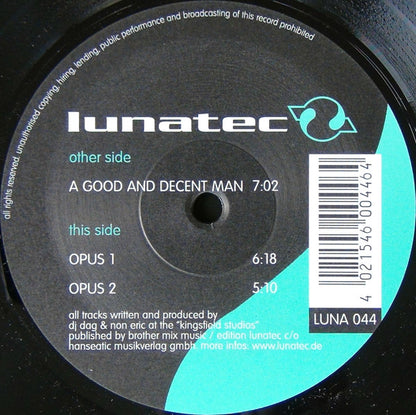 all rights reserved. unauthorised copying, hiring, lending, public performance and broadcasting of this record prohibited
lunatec
other side
A GOOD AND DECENT MAN 7:02
this side
OPUS 1 6:18
OPUS 2 5:10
all tracks written and produced by
dj dag & non eric at the "kingsfield studios"
published by brother mix music / edition lunatec c/o
hanseatic musikverlag gmbh. more infos: www.lunatec.de
4 021546 004464
LUNA 044